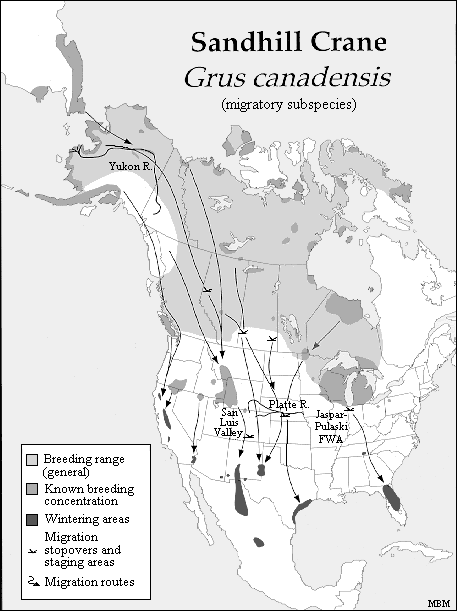 Sandhill Crane
Grus canadensis
(migratory subspecies)
Yukon R.
San
Luis
Valley
Platte R.
Jaspar-
Pulaski
FWA
Breeding range
(general)
Known breeding
concentration
Wintering areas
Migration
stopovers and
staging areas
Migration routes
MBM